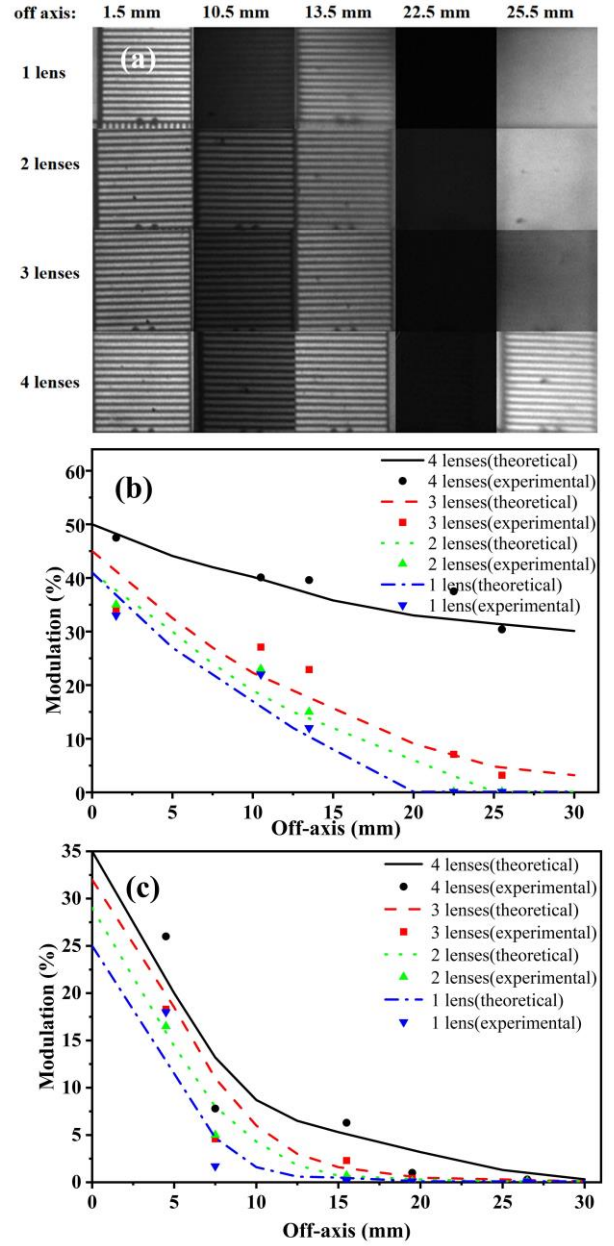 off axis: 1.5 mm 10.5 mm 13.5 mm 22.5 mm 25.5 mm
(a)
1 lens
2 lenses
3 lenses
4 lenses
(b)
60
50
40
30
20
10
0
Modulation (%)
4 lenses(theoretical)
4 lenses(experimental)
3 lenses(theoretical)
3 lenses(experimental)
2 lenses(theoretical)
2 lenses(experimental)
1 lens(theoretical)
1 lens(experimental)
0 5 10 15 20 25 30
Off-axis (mm)
(c)
35
30
25
20
15
10
5
0
Modulation (%)
4 lenses(theoretical)
4 lenses(experimental)
3 lenses(theoretical)
3 lenses(experimental)
2 lenses(theoretical)
2 lenses(experimental)
1 lens(theoretical)
1 lens(experimental)
0 5 10 15 20 25 30
Off-axis (mm)